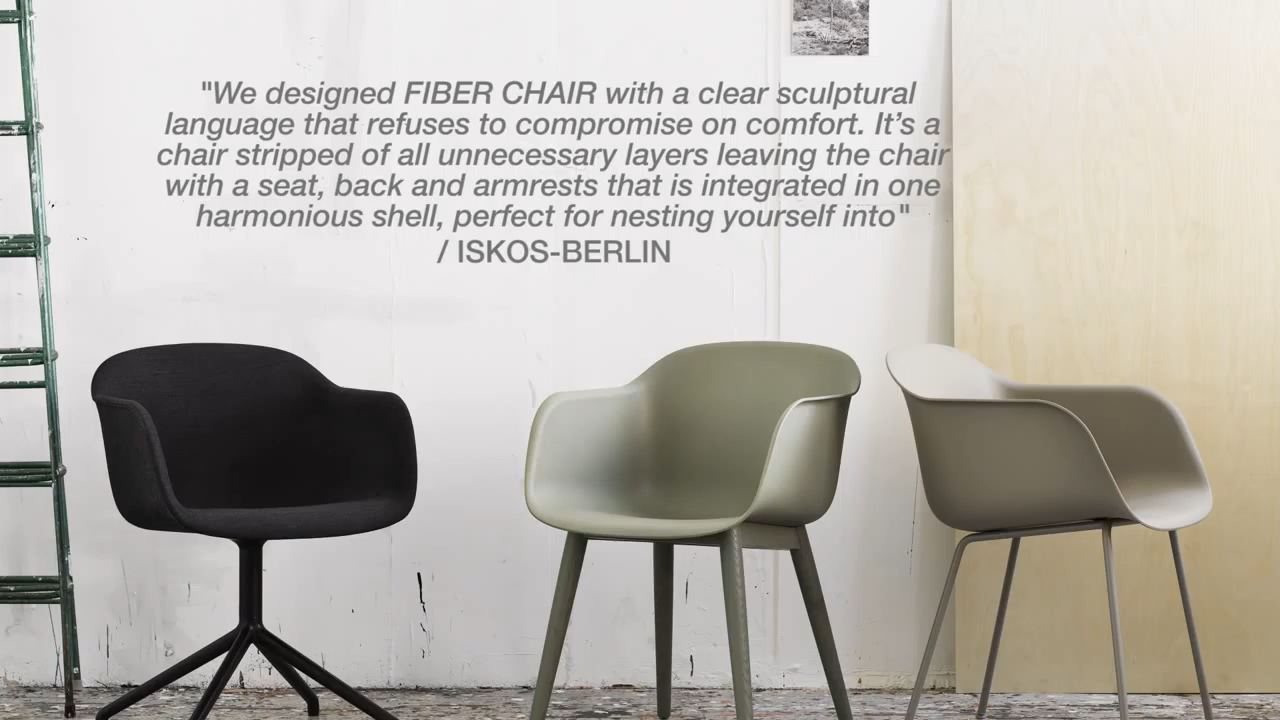 "We designed FIBER CHAIR with a clear sculptural
language that refuses to compromise on comfort. It’s a
chair stripped of all unnecessary layers leaving the chair
with a seat, back and armrests that is integrated in one
harmonious shell, perfect for nesting yourself into"
/ ISKOS-BERLIN